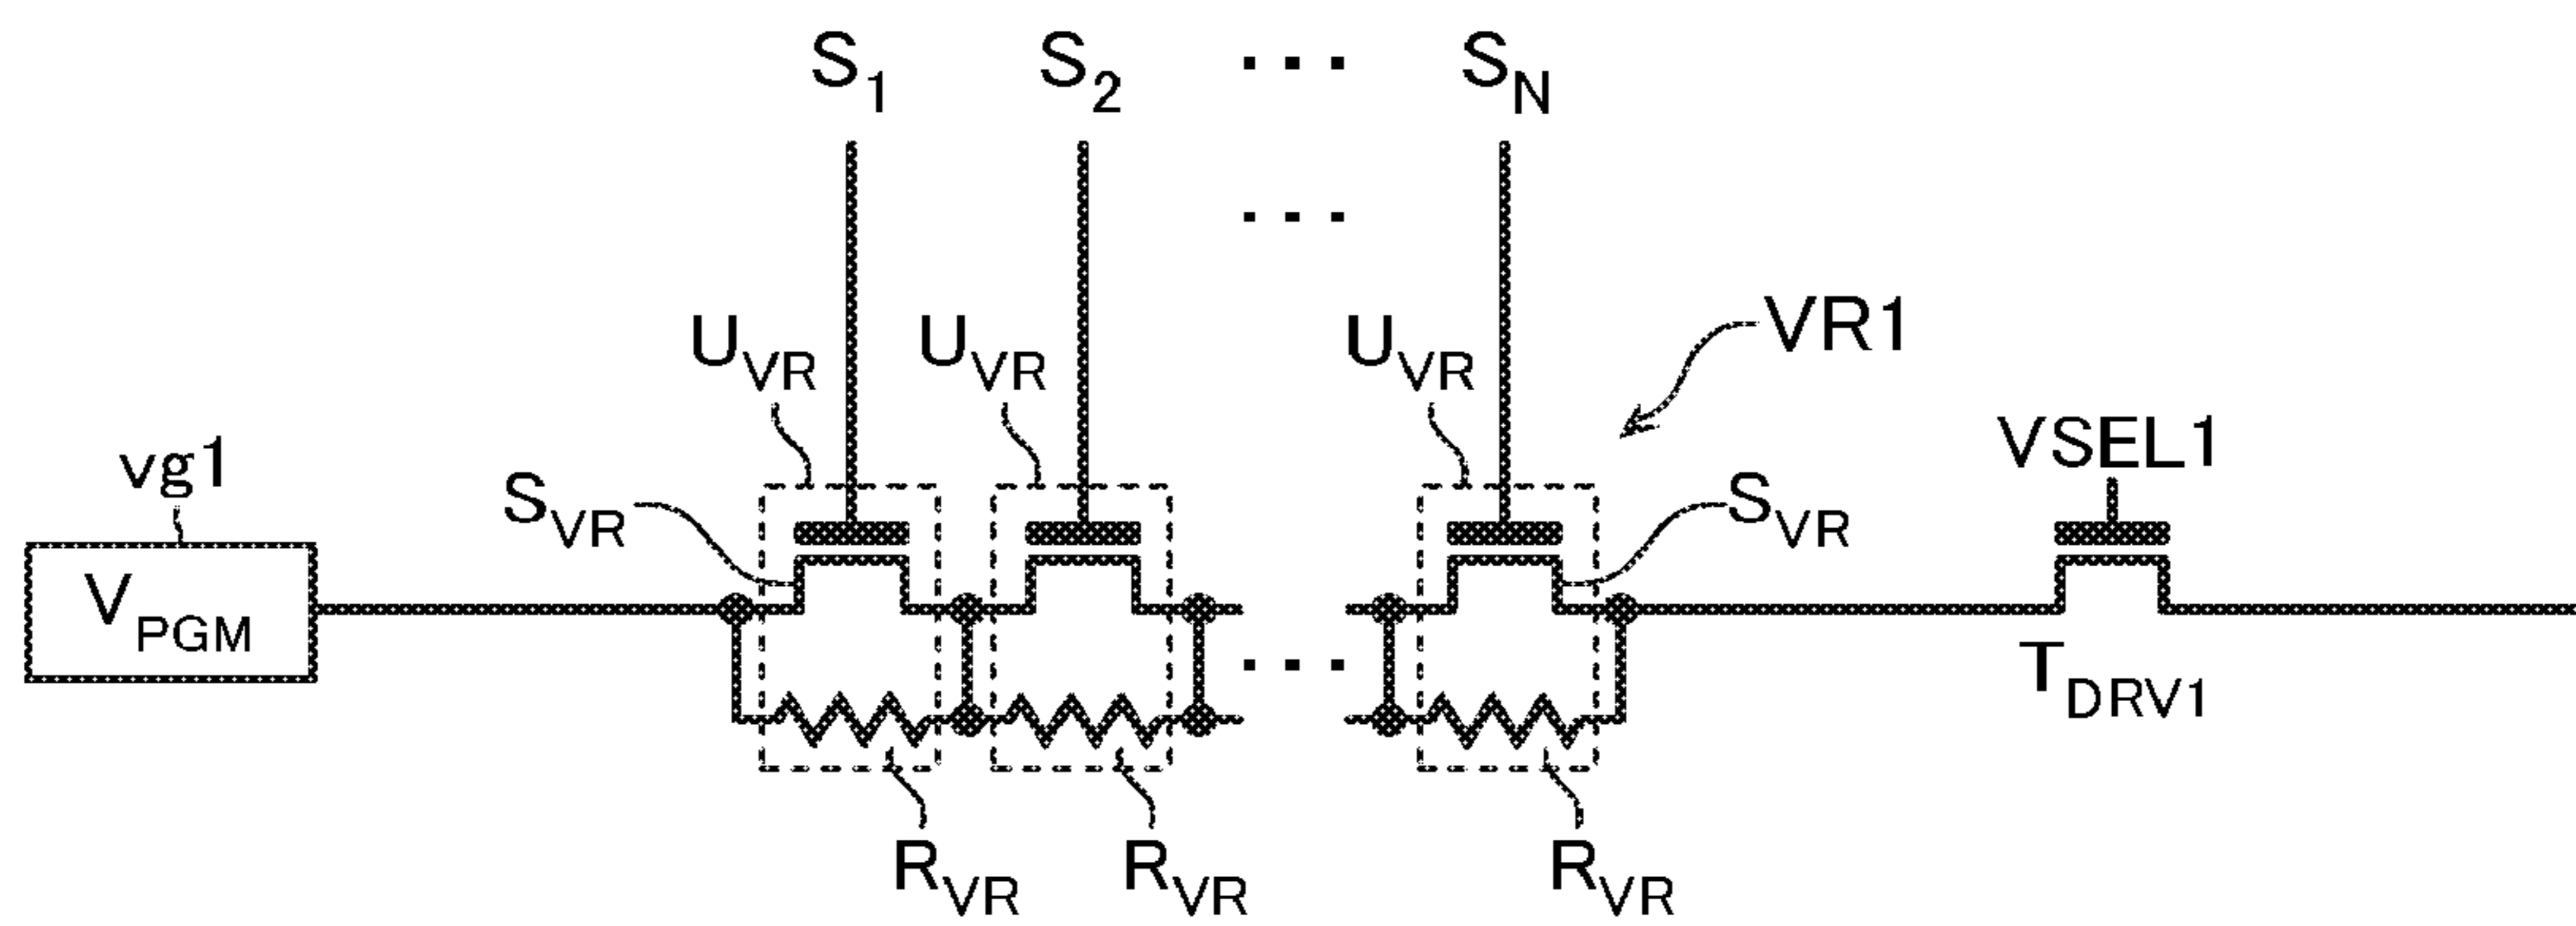 S1 S2 ··· SN
···
UVR UVR UVR VR1
vg1 SVR SVR VSEL1
VPGM
··· TDRV1
RVR RVR RVR